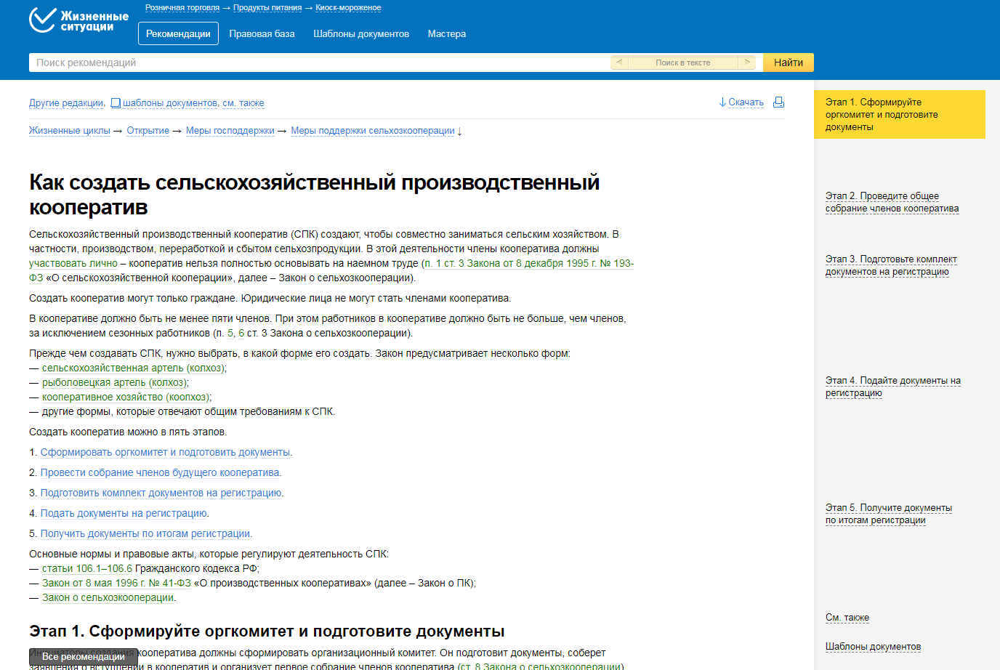 Розничная торговля → Продукты питания → Киоск-мороженое
Жизненные
ситуации
Рекомендации Правовая база Шаблоны документов Мастера
Поиск рекомендаций Поиск в тексте Найти
Другие редакции, шаблоны документов, см. также ↓ Скачать
Жизненные циклы → Открытие → Меры господдержки → Меры поддержки сельхозкооперации ↓
Как создать сельскохозяйственный производственный
кооператив
Сельскохозяйственный производственный кооператив (СПК) создают, чтобы совместно заниматься сельским хозяйством. В
частности, производством, переработкой и сбытом сельхозпродукции. В этой деятельности члены кооператива должны
участвовать лично – кооператив нельзя полностью основывать на наемном труде (п. 1 ст. 3 Закона от 8 декабря 1995 г. № 193-
ФЗ «О сельскохозяйственной кооперации», далее – Закон о сельхозкооперации).
Создать кооператив могут только граждане. Юридические лица не могут стать членами кооператива.
В кооперативе должно быть не менее пяти членов. При этом работников в кооперативе должно быть не больше, чем членов,
за исключением сезонных работников (п. 5, 6 ст. 3 Закона о сельхозкооперации).
Прежде чем создавать СПК, нужно выбрать, в какой форме его создать. Закон предусматривает несколько форм:
— сельскохозяйственная артель (колхоз);
— рыболовецкая артель (колхоз);
— кооперативное хозяйство (коопхоз);
— другие формы, которые отвечают общим требованиям к СПК.
Создать кооператив можно в пять этапов.
1. Сформировать оргкомитет и подготовить документы.
2. Провести собрание членов будущего кооператива.
3. Подготовить комплект документов на регистрацию.
4. Подать документы на регистрацию.
5. Получить документы по итогам регистрации.
Основные нормы и правовые акты, которые регулируют деятельность СПК:
— статьи 106.1–106.6 Гражданского кодекса РФ;
— Закон от 8 мая 1996 г. № 41-ФЗ «О производственных кооперативах» (далее – Закон о ПК);
— Закон о сельхозкооперации.
Этап 1. Сформируйте оргкомитет и подготовите документы
Инициаторы создания кооператива должны сформировать организационный комитет. Он подготовит документы, соберет
заявления о вступлении в кооператив и организует первое собрание членов кооператива (ст. 8 Закона о сельхозкооперации)
Все рекомендации
Этап 1. Сформируйте
оргкомитет и подготовите
документы
Этап 2. Проведите общее
собрание членов кооператива
Этап 3. Подготовьте комплект
документов на регистрацию
Этап 4. Подайте документы на
регистрацию
Этап 5. Получите документы
по итогам регистрации
См. также
Шаблоны документов